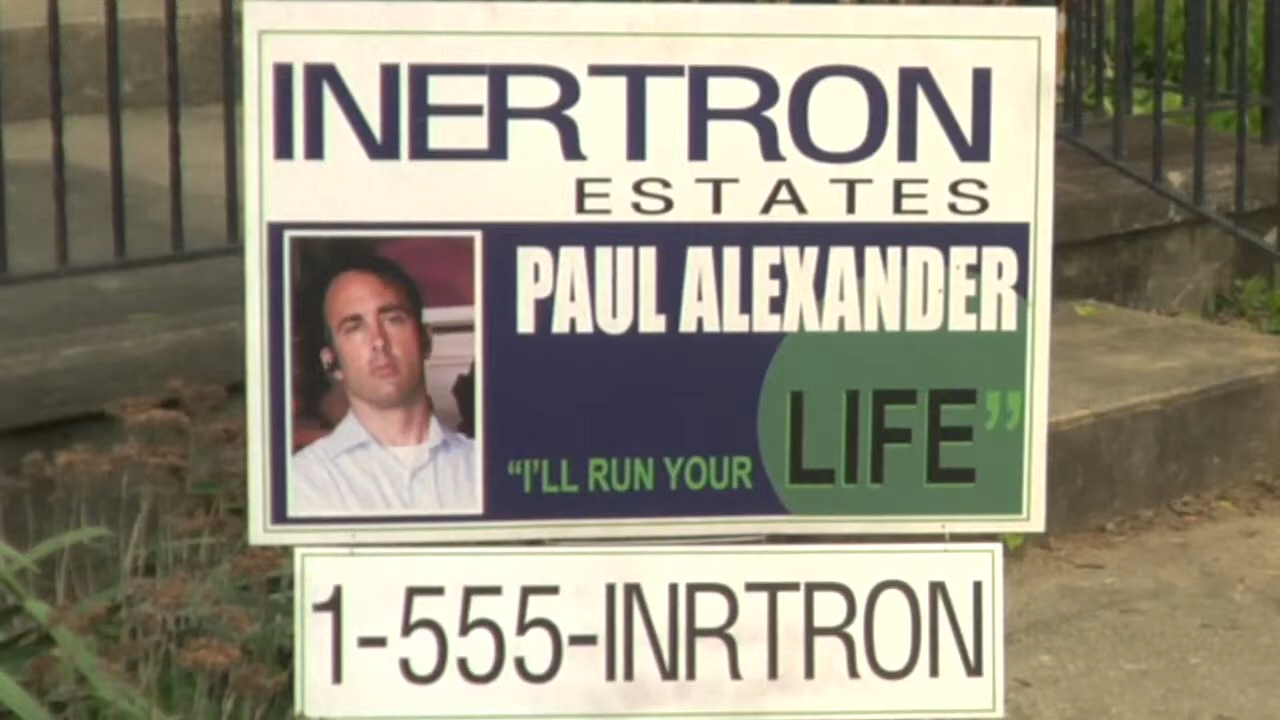 INERTRON
ESTATES
PAUL ALEXANDER
“I'LL RUN YOUR LIFE”
1-555-INRTRON